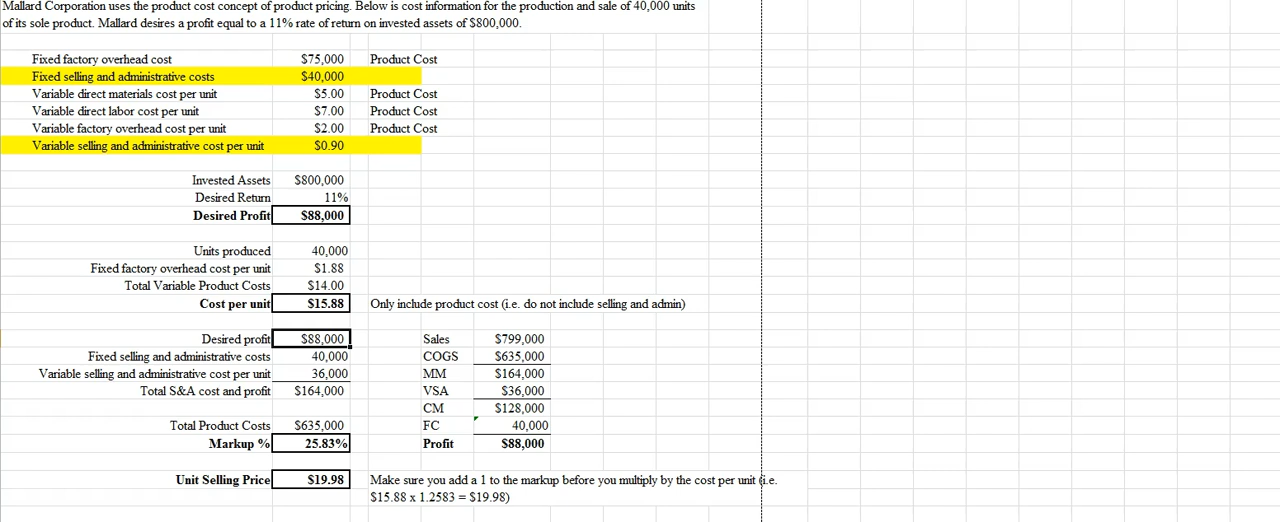 Mallard Corporation uses the product cost concept of product pricing. Below is cost information for the production and sale of 40,000 units
of its sole product. Mallard desires a profit equal to a 11% rate of return on invested assets of $800,000.
Fixed factory overhead cost $75,000 Product Cost
Fixed selling and administrative costs $40,000
Variable direct materials cost per unit $5.00 Product Cost
Variable direct labor cost per unit $7.00 Product Cost
Variable factory overhead cost per unit $2.00 Product Cost
Variable selling and administrative cost per unit $0.90
Invested Assets $800,000
Desired Return 11%
Desired Profit $88,000
Units produced 40,000
Fixed factory overhead cost per unit $1.88
Total Variable Product Costs $14.00
Cost per unit $15.88 Only include product cost (i.e. do not include selling and admin)
Desired profit $88,000 Sales $799,000
Fixed selling and administrative costs 40,000 COGS $635,000
Variable selling and administrative cost per unit 36,000 MM $164,000
Total S&A cost and profit $164,000 VSA $36,000
CM $128,000
Total Product Costs $635,000 FC 40,000
Markup % 25.83% Profit $88,000
Unit Selling Price $19.98 Make sure you add a 1 to the markup before you multiply by the cost per unit (i.e.
$15.88 x 1.2583 = $19.98)